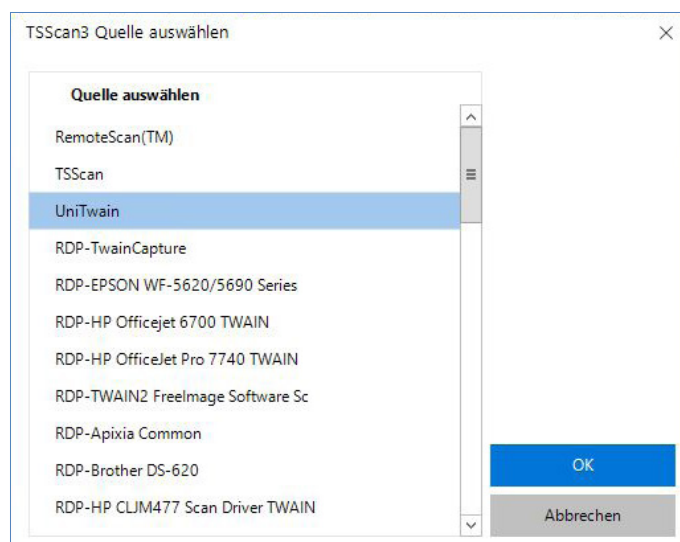 TSScan3 Quelle auswählen
Quelle auswählen
RemoteScan(TM)
TSScan
UniTwain
RDP-TwainCapture
RDP-EPSON WF-5620/5690 Series
RDP-HP Officejet 6700 TWAIN
RDP-HP OfficeJet Pro 7740 TWAIN
RDP-TWAIN2 FreeImage Software Sc
RDP-Apixia Common
RDP-Brother DS-620
RDP-HP CLJM477 Scan Driver TWAIN
OK
Abbrechen